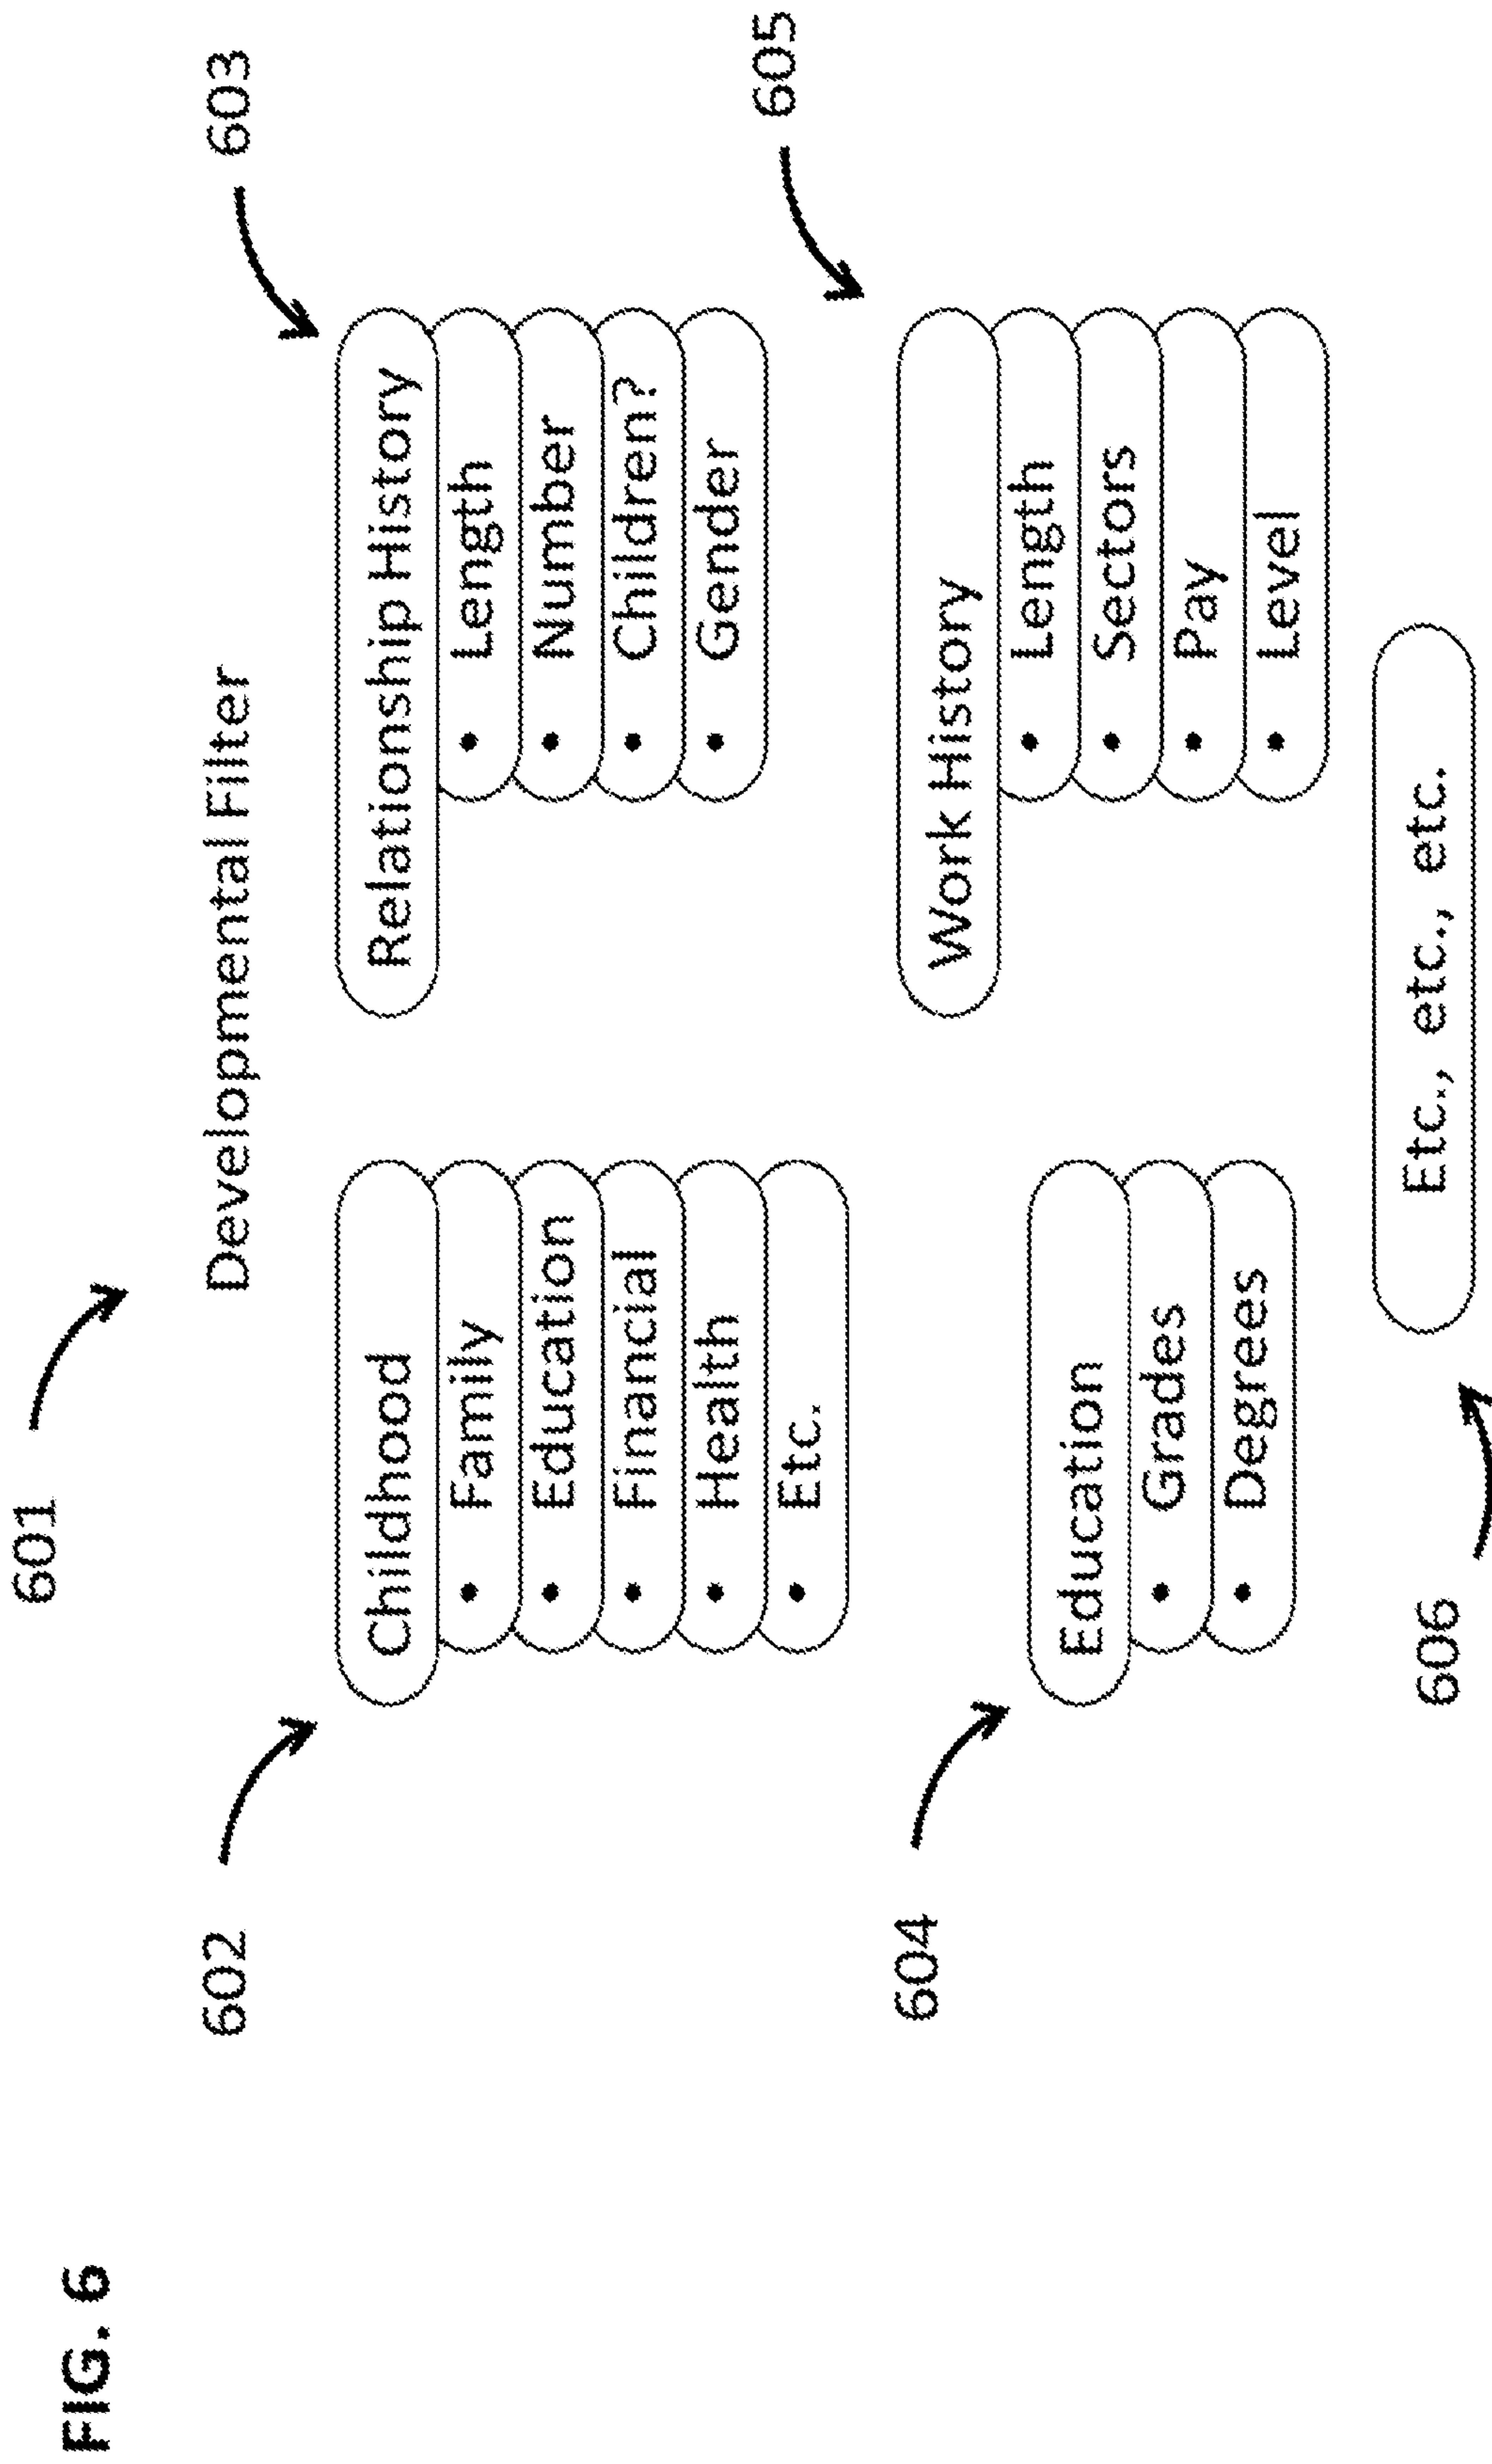 FIG. 6
601
Developmental Filter
602
Childhood
• Family
• Education
• Financial
• Health
• Etc.
603
Relationship History
• Length
• Number
• Children?
• Gender
604
Education
• Grades
• Degrees
605
Work History
• Length
• Sectors
• Pay
• Level
606
Etc., etc., etc.